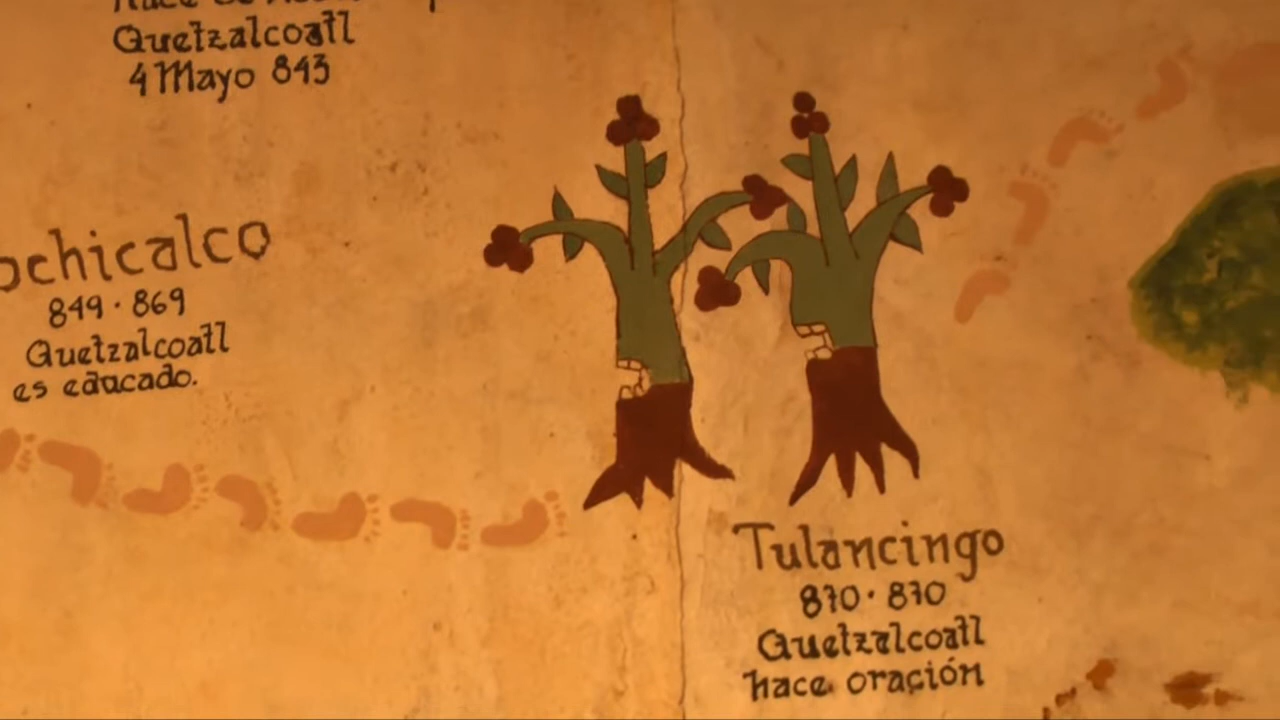 Quetzalcoatl
4 Mayo 843
ochicalco
849 · 869
Quetzalcoatl
es educado.
Tulancingo
870 · 870
Quetzalcoatl
hace oración